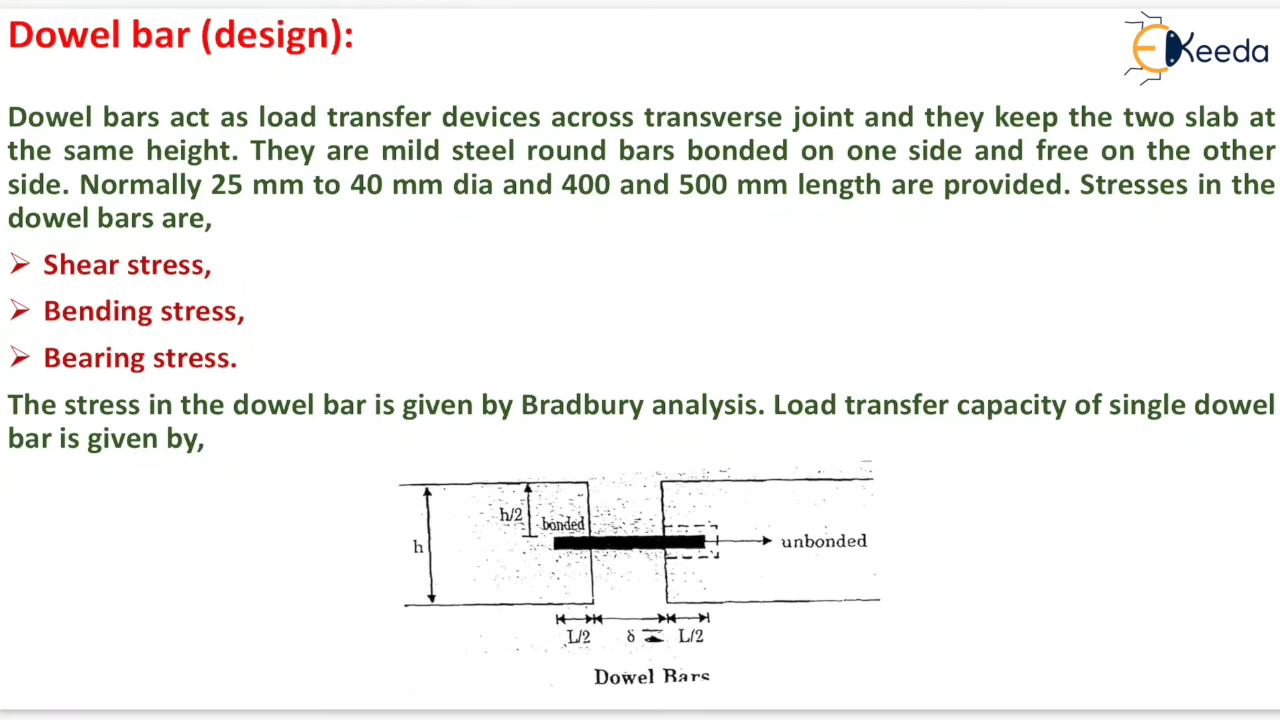 Dowel bar (design):
EKeeda
Dowel bars act as load transfer devices across transverse joint and they keep the two slab at
the same height. They are mild steel round bars bonded on one side and free on the other
side. Normally 25 mm to 40 mm dia and 400 and 500 mm length are provided. Stresses in the
dowel bars are,
Shear stress,
Bending stress,
Bearing stress.
The stress in the dowel bar is given by Bradbury analysis. Load transfer capacity of single dowel
bar is given by,
h/2
bonded
h
unbonded
L/2 δ L/2
Dowel Bars